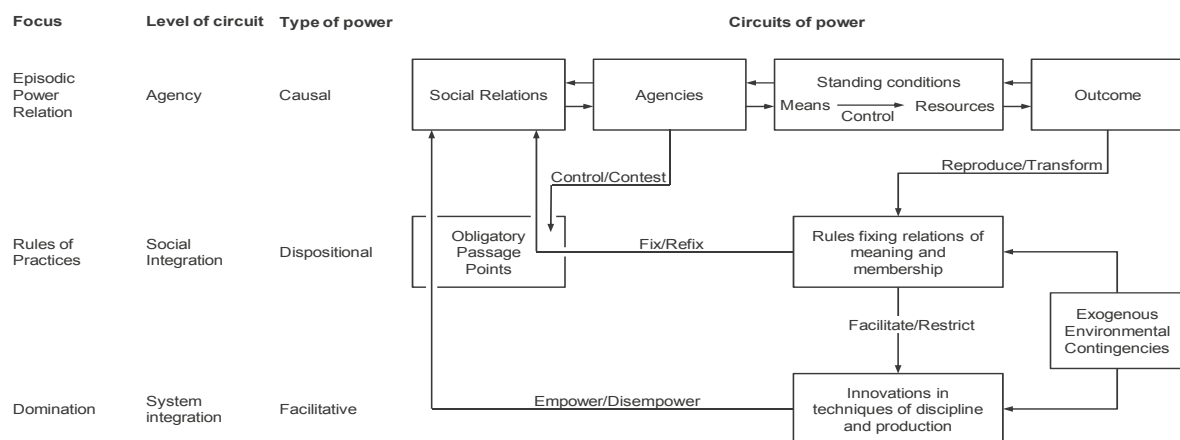 Focus Level of circuit Type of power Circuits of power
Episodic
Power
Relation
Agency
Causal
Social Relations
Agencies
Standing conditions
Means Resources
Control
Outcome
Control/Contest
Reproduce/Transform
Rules of
Practices
Social
Integration
Dispositional
Obligatory
Passage
Points
Fix/Refix
Rules fixing relations of
meaning and
membership
Facilitate/Restrict
Exogenous
Environmental
Contingencies
Domination
System
integration
Facilitative
Empower/Disempower
Innovations in
techniques of discipline
and production